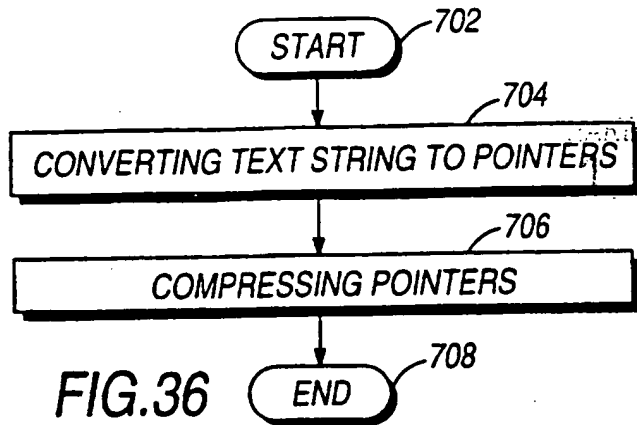 START
702
704
CONVERTING TEXT STRING TO POINTERS
706
COMPRESSING POINTERS
708
END
FIG.36